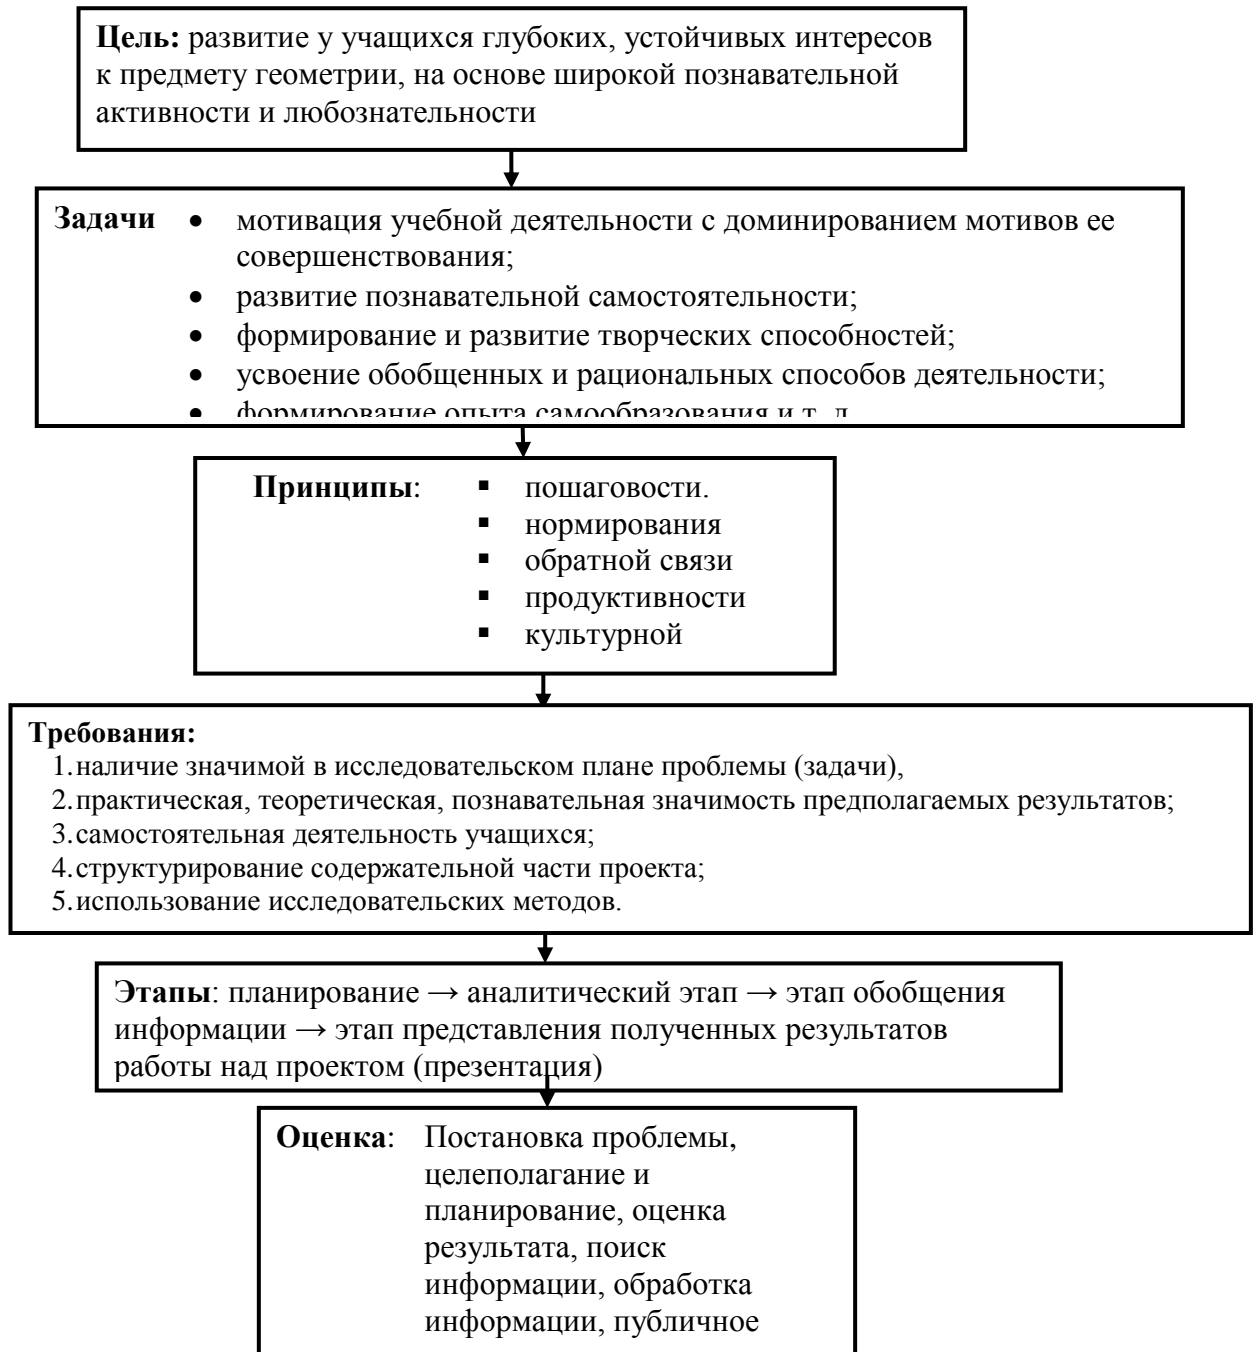 Цель: развитие у учащихся глубоких, устойчивых интересов
к предмету геометрии, на основе широкой познавательной
активности и любознательности
Задачи • мотивация учебной деятельности с доминированием мотивов ее
совершенствования;
• развитие познавательной самостоятельности;
• формирование и развитие творческих способностей;
• усвоение обобщенных и рациональных способов деятельности;
• формирование опыта самообразования и т. д
Принципы: ▪ пошаговости.
▪ нормирования
▪ обратной связи
▪ продуктивности
▪ культурной
Требования:
1. наличие значимой в исследовательском плане проблемы (задачи),
2. практическая, теоретическая, познавательная значимость предполагаемых результатов;
3. самостоятельная деятельность учащихся;
4. структурирование содержательной части проекта;
5. использование исследовательских методов.
Этапы: планирование → аналитический этап → этап обобщения
информации → этап представления полученных результатов
работы над проектом (презентация)
Оценка: Постановка проблемы,
целеполагание и
планирование, оценка
результата, поиск
информации, обработка
информации, публичное